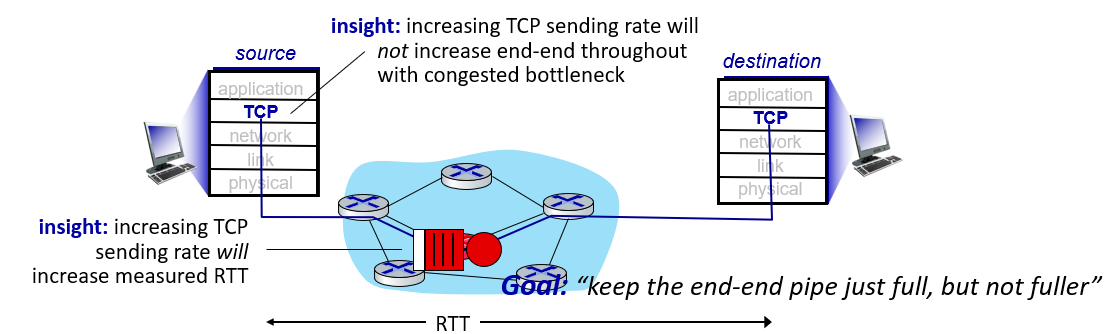 insight: increasing TCP sending rate will
not increase end-end throughout
with congested bottleneck
source
application
TCP
network
link
physical
destination
application
TCP
network
link
physical
insight: increasing TCP
sending rate will
increase measured RTT
Goal: “keep the end-end pipe just full, but not fuller”
RTT